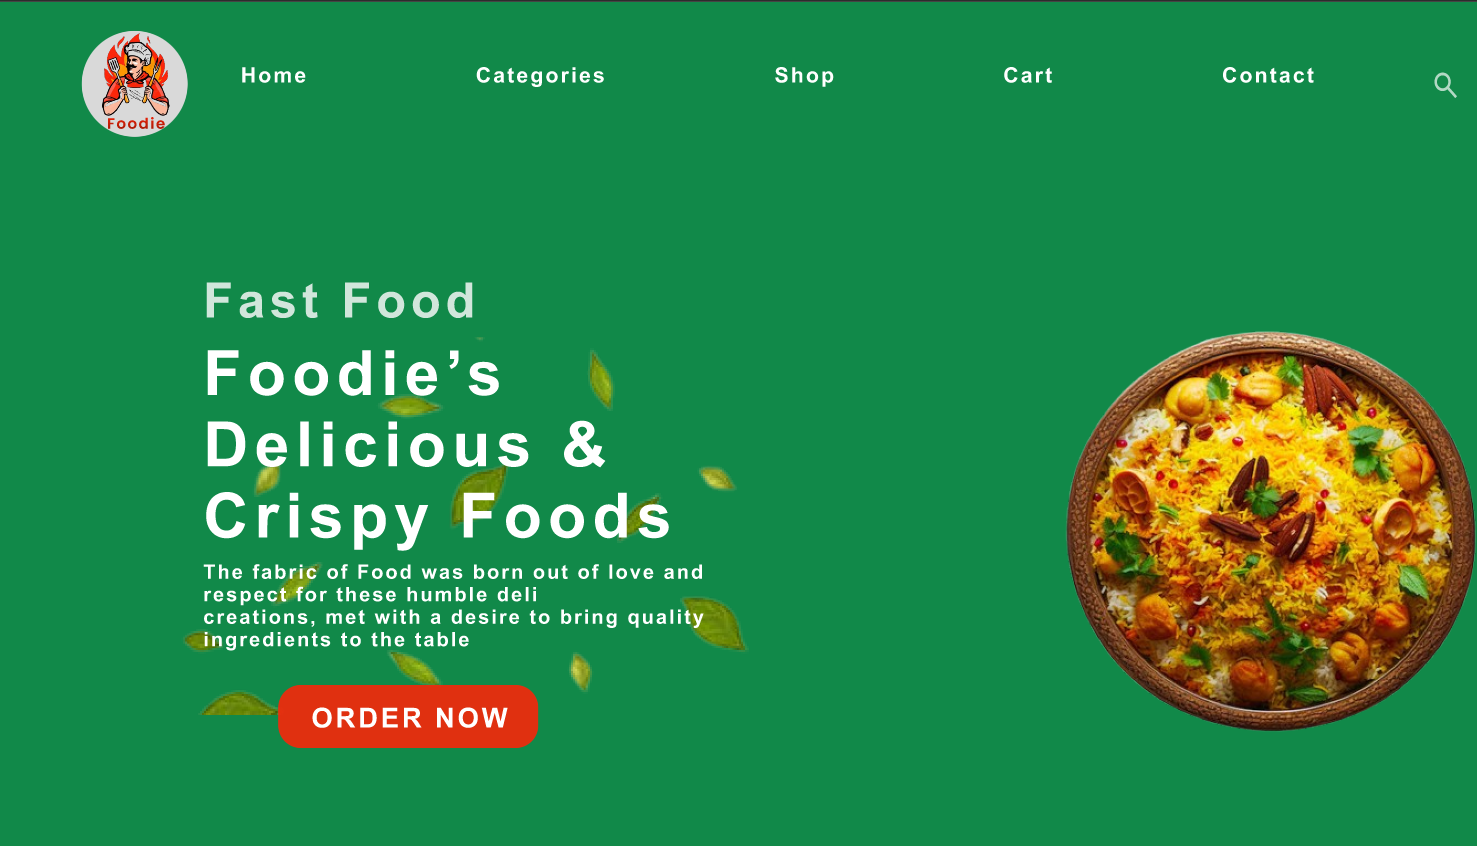 Foodie
Home Categories Shop Cart Contact
Fast Food
Foodie’s
Delicious &
Crispy Foods
The fabric of Food was born out of love and
respect for these humble deli
creations, met with a desire to bring quality
ingredients to the table
ORDER NOW